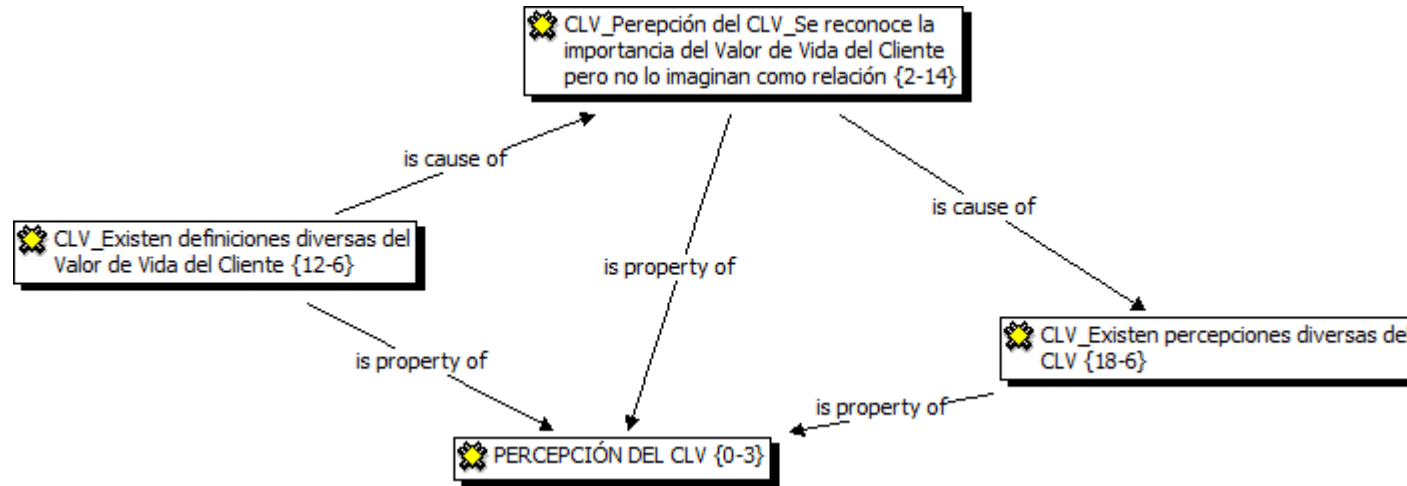 CLV_Perepción del CLV_Se reconoce la
importancia del Valor de Vida del Cliente
pero no lo imaginan como relación {2-14}
is cause of
is cause of
CLV_Existen definiciones diversas del
Valor de Vida del Cliente {12-6}
is property of
is property of
CLV_Existen percepciones diversas del
CLV {18-6}
is property of
PERCEPCIÓN DEL CLV {0-3}